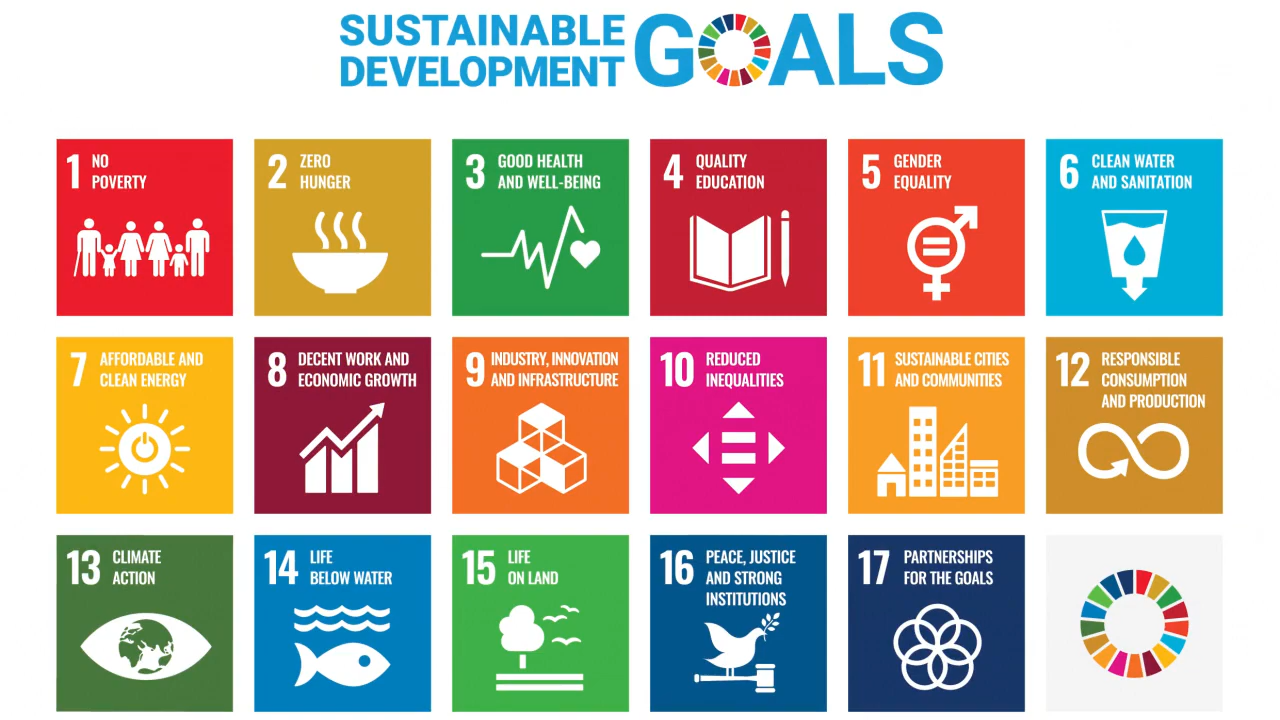 SUSTAINABLE
DEVELOPMENT
GOALS
1 NO
POVERTY
2 ZERO
HUNGER
3 GOOD HEALTH
AND WELL-BEING
4 QUALITY
EDUCATION
5 GENDER
EQUALITY
6 CLEAN WATER
AND SANITATION
7 AFFORDABLE AND
CLEAN ENERGY
8 DECENT WORK AND
ECONOMIC GROWTH
9 INDUSTRY, INNOVATION
AND INFRASTRUCTURE
10 REDUCED
INEQUALITIES
11 SUSTAINABLE CITIES
AND COMMUNITIES
12 RESPONSIBLE
CONSUMPTION
AND PRODUCTION
13 CLIMATE
ACTION
14 LIFE
BELOW WATER
15 LIFE
ON LAND
16 PEACE, JUSTICE
AND STRONG
INSTITUTIONS
17 PARTNERSHIPS
FOR THE GOALS